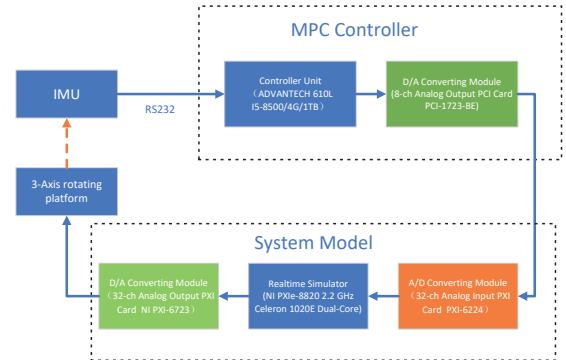 MPC Controller
IMU
RS232
Controller Unit
（ADVANTECH 610L
I5-8500/4G/1TB）
D/A Converting Module
(8-ch Analog Output PCI Card
PCI-1723-BE)
3-Axis rotating
platform
System Model
D/A Converting Module
（32-ch Analog Output PXI
Card NI PXI-6723）
Realtime Simulator
(NI PXIe-8820 2.2 GHz
Celeron 1020E Dual-Core)
A/D Converting Module
（32-ch Analog Input PXI
Card PXI-6224）